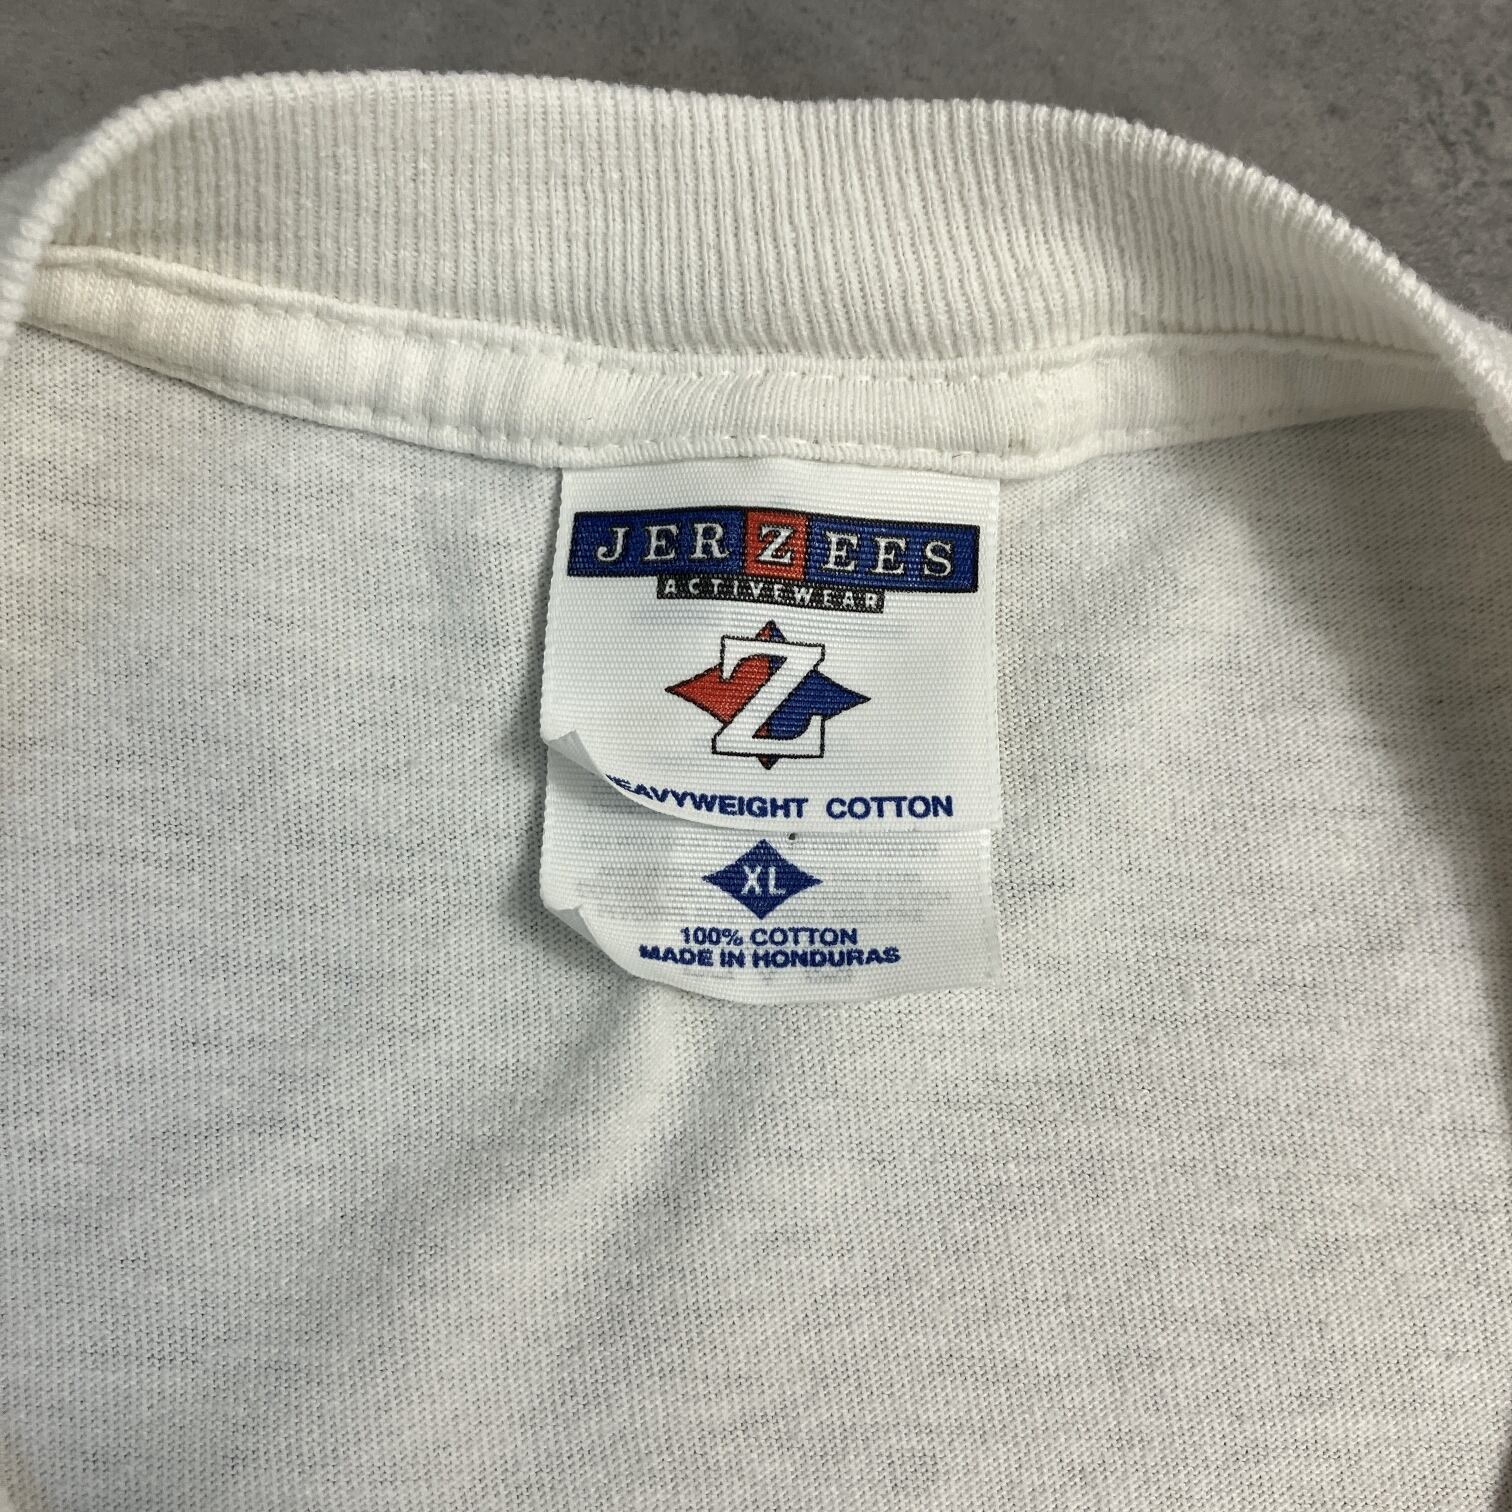 JERZEES
ACTIVEWEAR
Z
EAVYWEIGHT COTTON
XL
100% COTTON
MADE IN HONDURAS